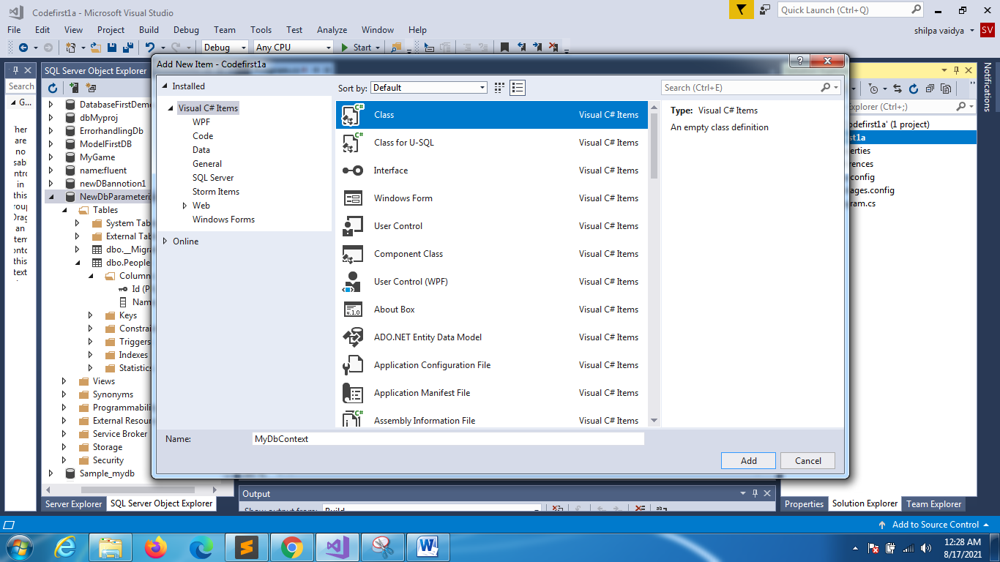 Codefirst1a - Microsoft Visual Studio
Quick Launch (Ctrl+Q)
File Edit View Project Build Debug Team Tools Test Analyze Window Help
shilpa vaidya SV
Debug Any CPU Start
Add New Item - Codefirst1a
SQL Server Object Explorer
Search
G...
DatabaseFirstDemo
dbMyproj
ErrorhandlingDb
ModelFirstDB
MyGame
name:fluent
newDBannotion1
NewDbParameteri
Tables
System Tab
External Tab
dbo.__Migra
dbo.People
Column
Id (P
Nam
Keys
Constrai
Triggers
Indexes
Statistics
Views
Synonyms
Programmabili
External Resour
Service Broker
Storage
Security
Sample_mydb
Server Explorer SQL Server Object Explorer
her
are
no
sab
ntro
in
this
roup
Drag
an
tem
onto
this
text
Installed
Visual C# Items
WPF
Code
Data
General
SQL Server
Storm Items
Web
Windows Forms
Online
Sort by: Default
Search (Ctrl+E)
Class Visual C# Items
Class for U-SQL Visual C# Items
Interface Visual C# Items
Windows Form Visual C# Items
User Control Visual C# Items
Component Class Visual C# Items
User Control (WPF) Visual C# Items
About Box Visual C# Items
ADO.NET Entity Data Model Visual C# Items
Application Configuration File Visual C# Items
Application Manifest File Visual C# Items
Assembly Information File Visual C# Items
Type: Visual C# Items
An empty class definition
Name: MyDbContext
Add Cancel
Output
Show output from: Build
xplorer (Ctrl+;)
odefirst1a' (1 project)
st1a
erties
rences
config
ages.config
ram.cs
Notifications
Properties Solution Explorer Team Explorer
Add to Source Control
12:28 AM
8/17/2021